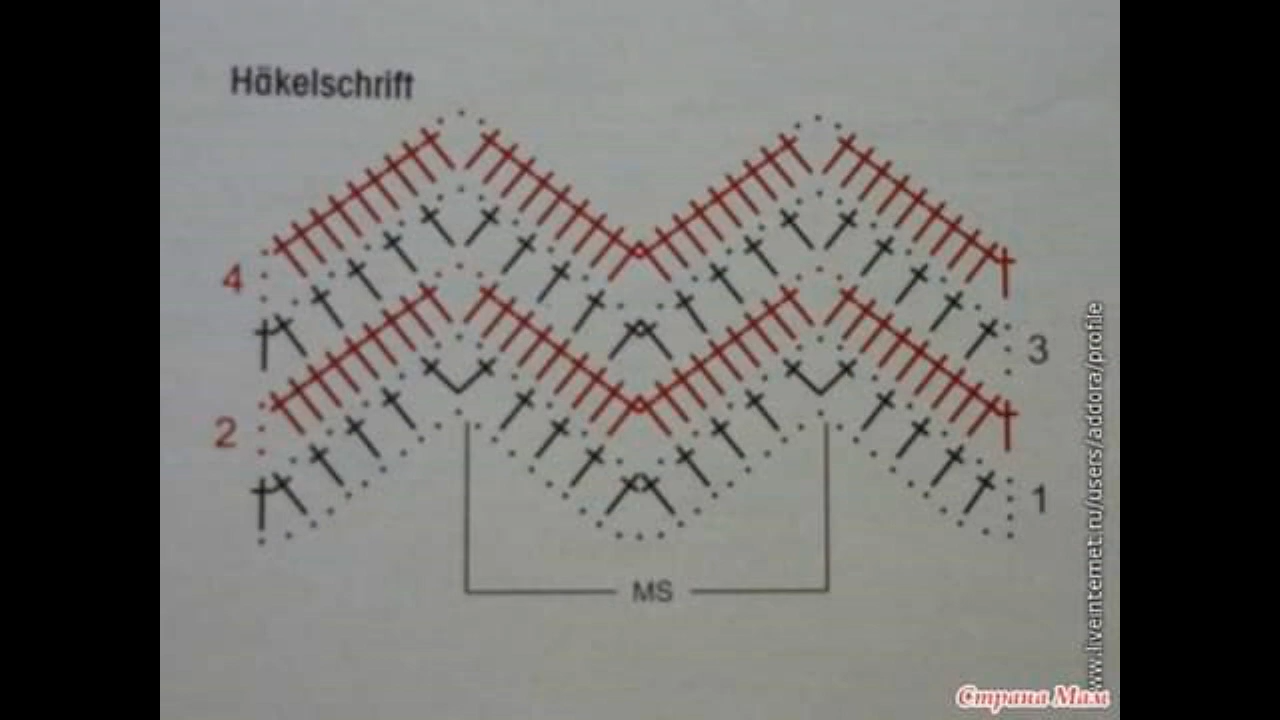 Häkelschrift
4
3
2
1
MS
www.liveinternet.ru/users/addora/profile
Страна Мам